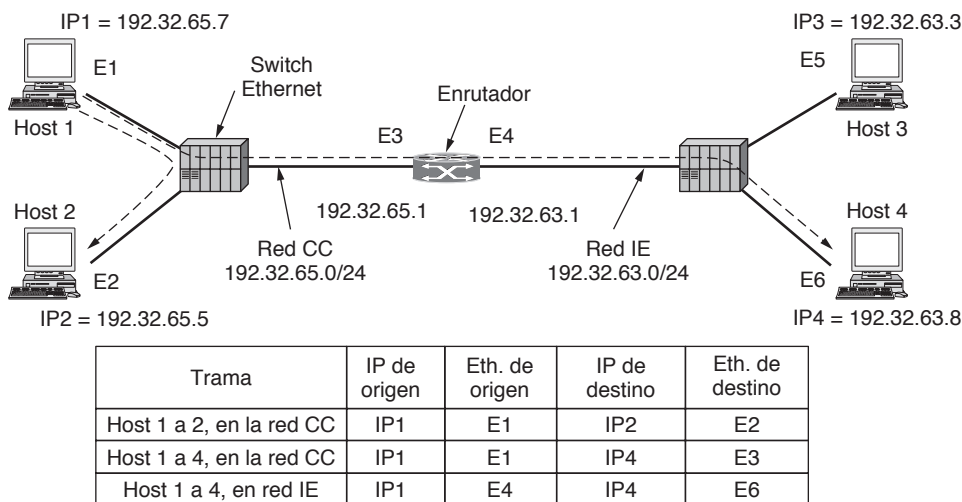 IP1 = 192.32.65.7
IP3 = 192.32.63.3
E1
Switch
Ethernet
Enrutador
E5
Host 1
E3
E4
Host 3
Host 2
192.32.65.1
192.32.63.1
Host 4
Red CC
192.32.65.0/24
Red IE
192.32.63.0/24
E2
E6
IP2 = 192.32.65.5
IP4 = 192.32.63.8
Trama
IP de
origen
Eth. de
origen
IP de
destino
Eth. de
destino
Host 1 a 2, en la red CC IP1 E1 IP2 E2
Host 1 a 4, en la red CC IP1 E1 IP4 E3
Host 1 a 4, en red IE IP1 E4 IP4 E6